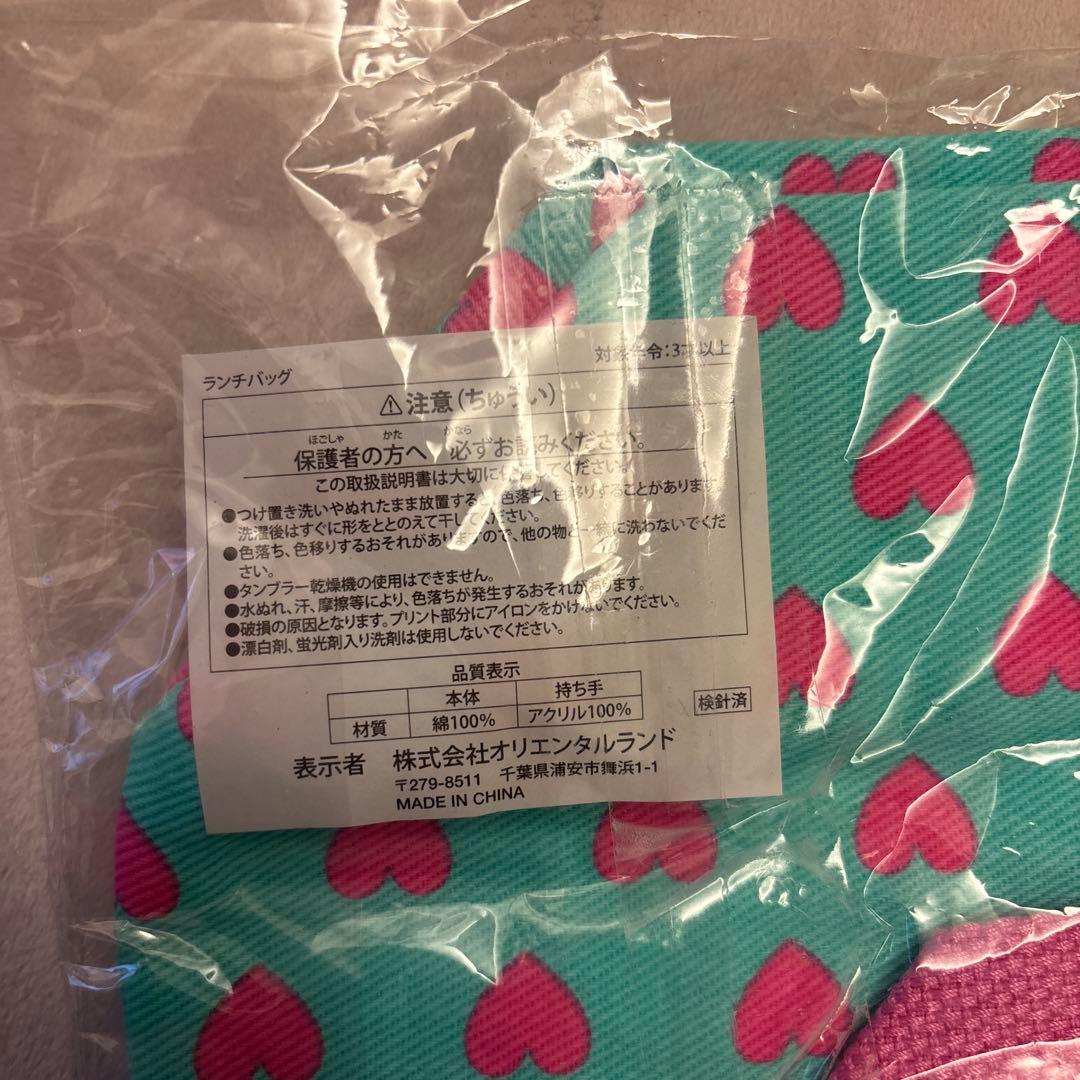 ランチバッグ
対象年令:3才以上
⚠注意(ちゅうい)
ほごしゃ かた かなら
保護者の方へ 必ずお読みください。
この取扱説明書は大切に保管してください。
●つけ置き洗いやぬれたまま放置すると色落ち、色移りすることがあります
洗濯後はすぐに形をととのえて干してください。
●色落ち、色移りするおそれがありますので、他の物と一緒に洗わないでくだ
さい。
●タンブラー乾燥機の使用はできません。
●水ぬれ、汗、摩擦等により、色落ちが発生するおそれがあります。
●破損の原因となります。プリント部分にアイロンをかけないでください。
●漂白剤、蛍光剤入り洗剤は使用しないでください。
品質表示
本体 持ち手
材質 綿100% アクリル100%
検針済
表示者 株式会社オリエンタルランド
〒279-8511 千葉県浦安市舞浜1-1
MADE IN CHINA